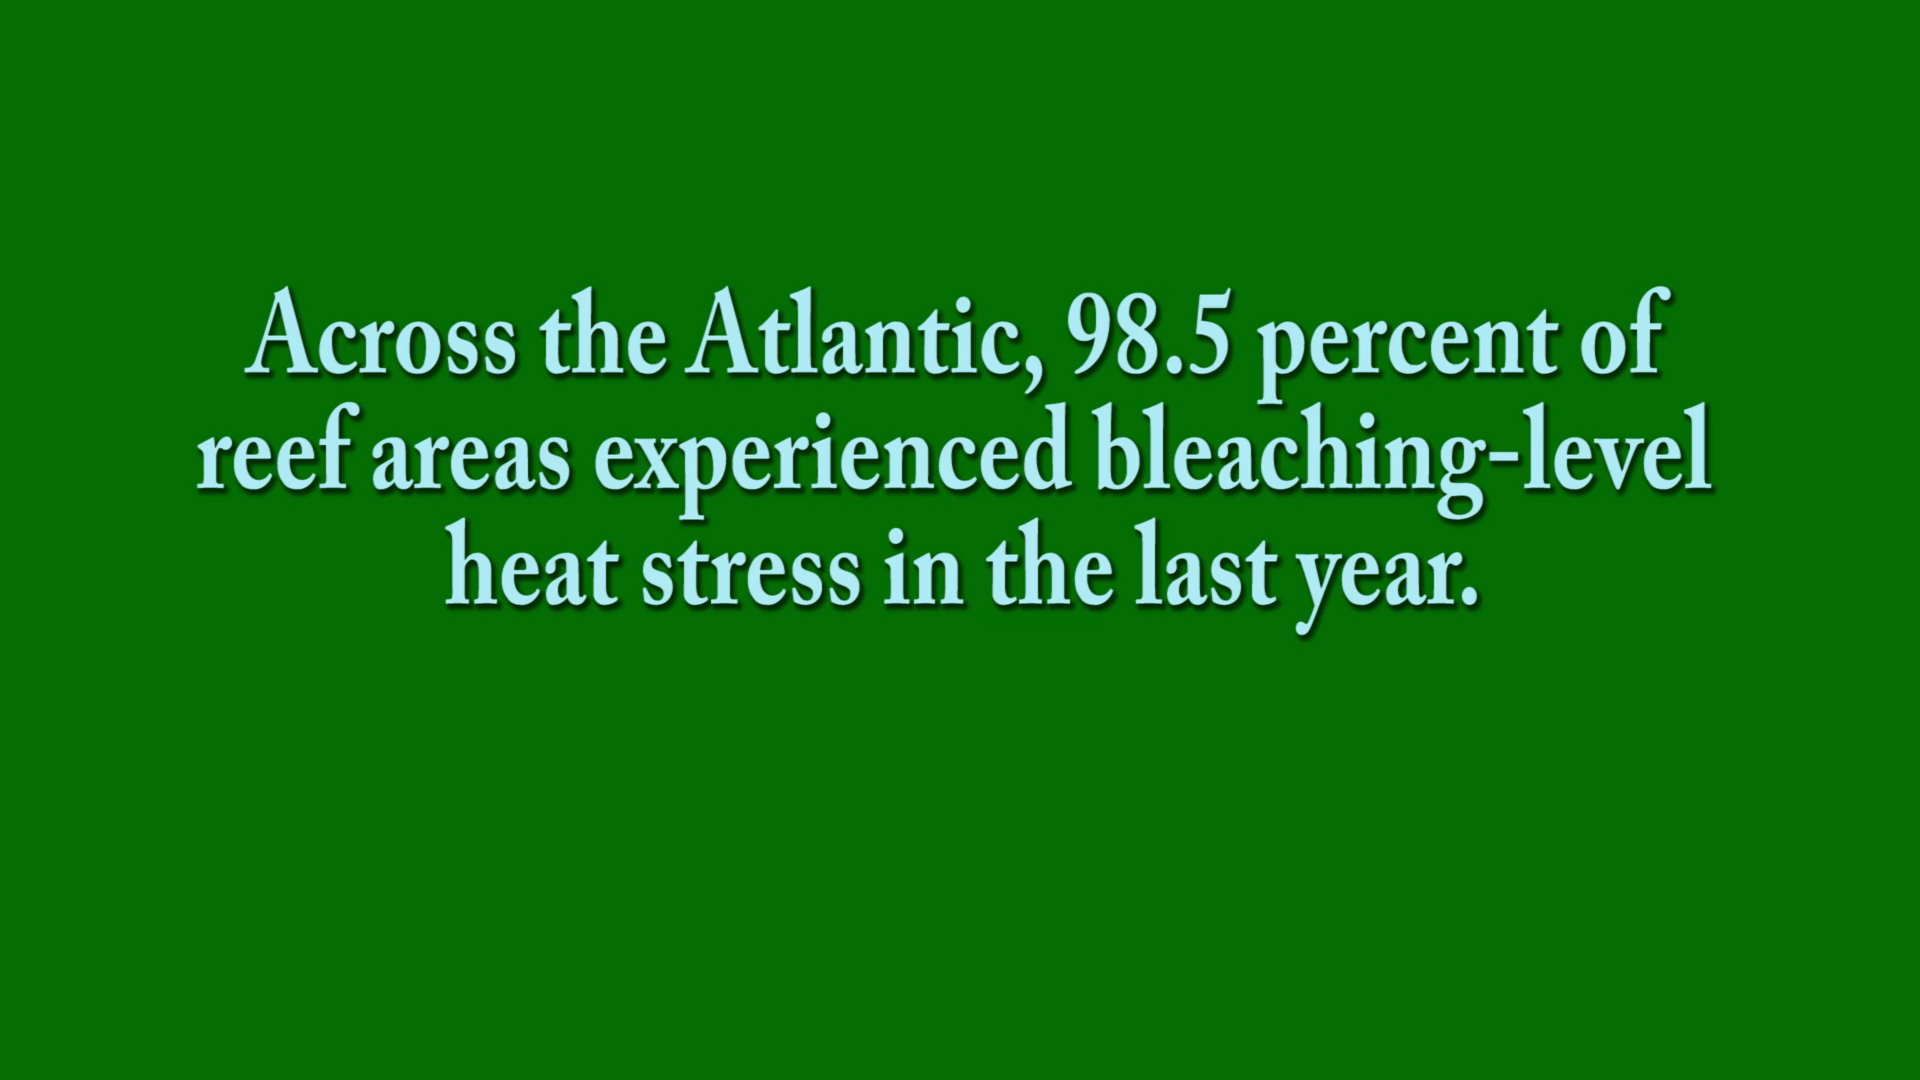 Across the Atlantic, 98.5 percent of
reef areas experienced bleaching-level
heat stress in the last year.